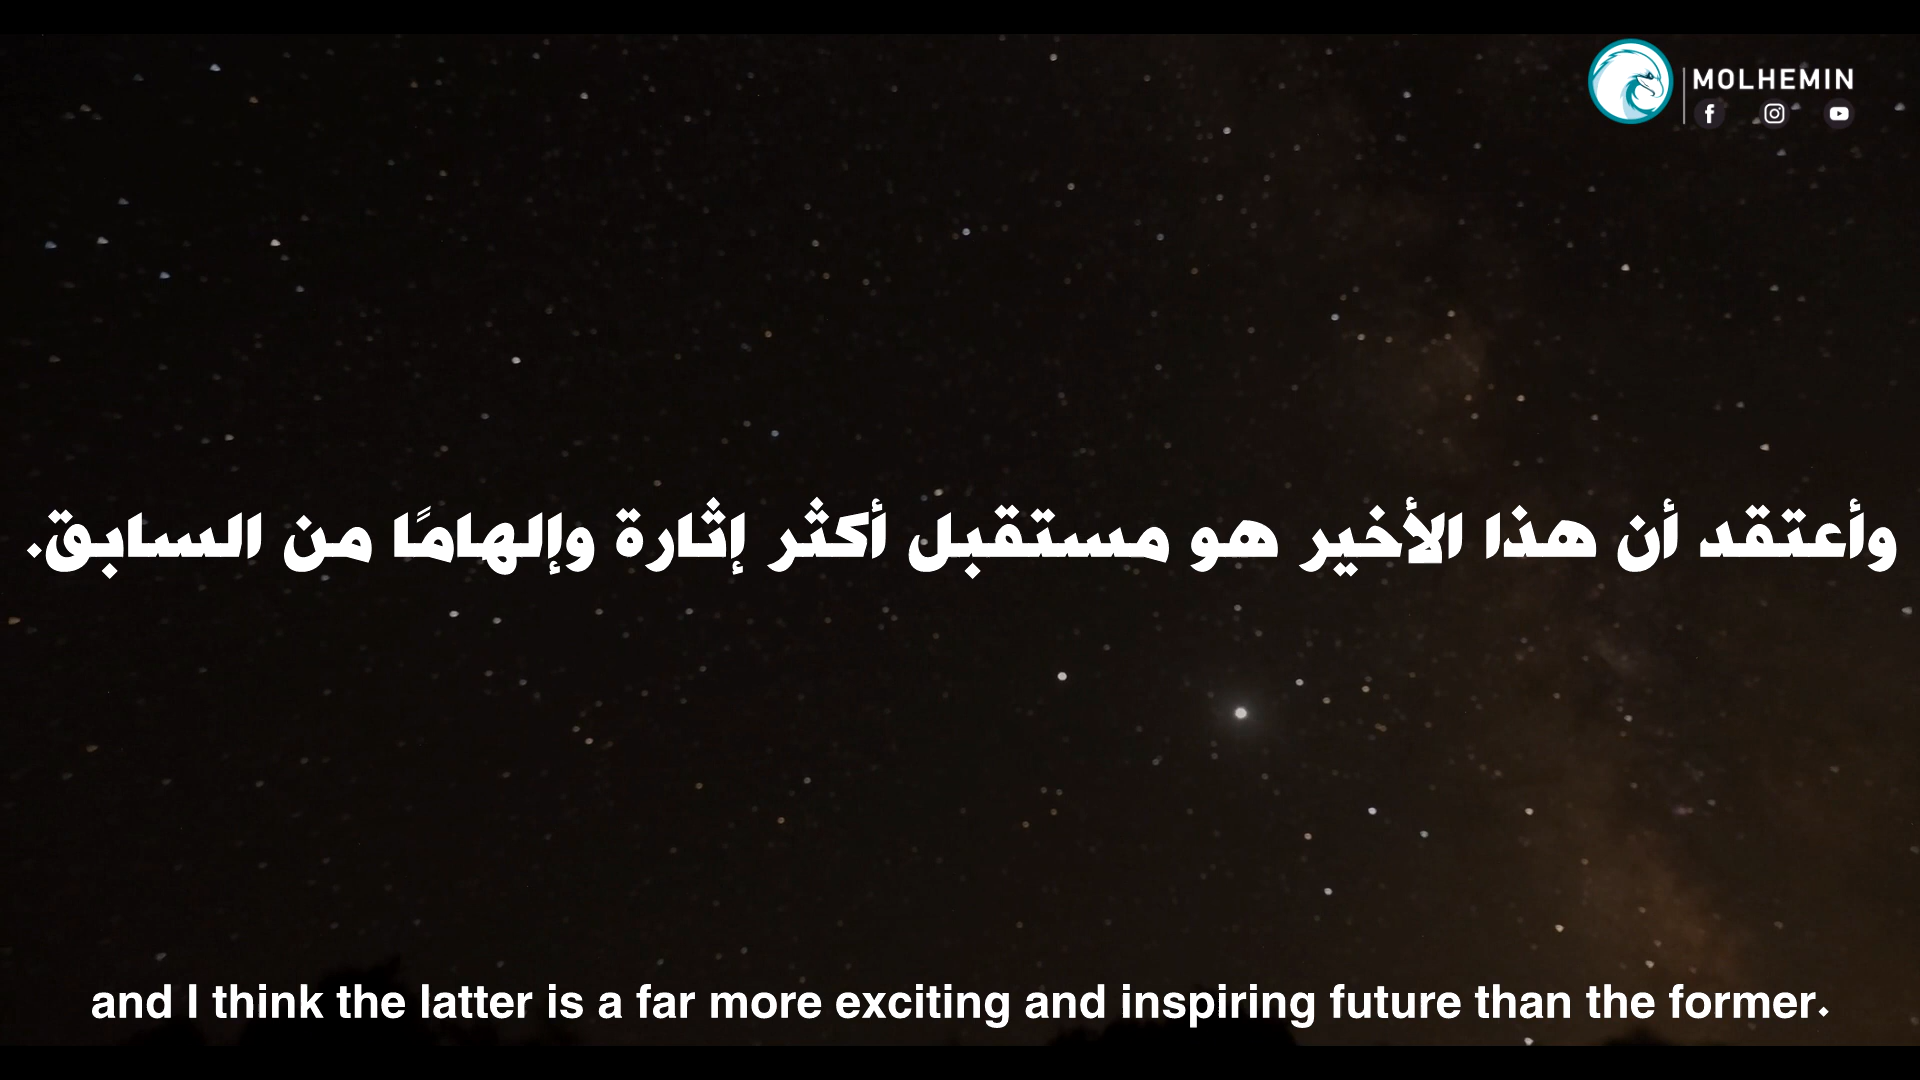 MOLHEMIN
وأعتقد أن هذا الأخير هو مستقبل أكثر إثارة وإلهامًا من السابق.
and I think the latter is a far more exciting and inspiring future than the former.